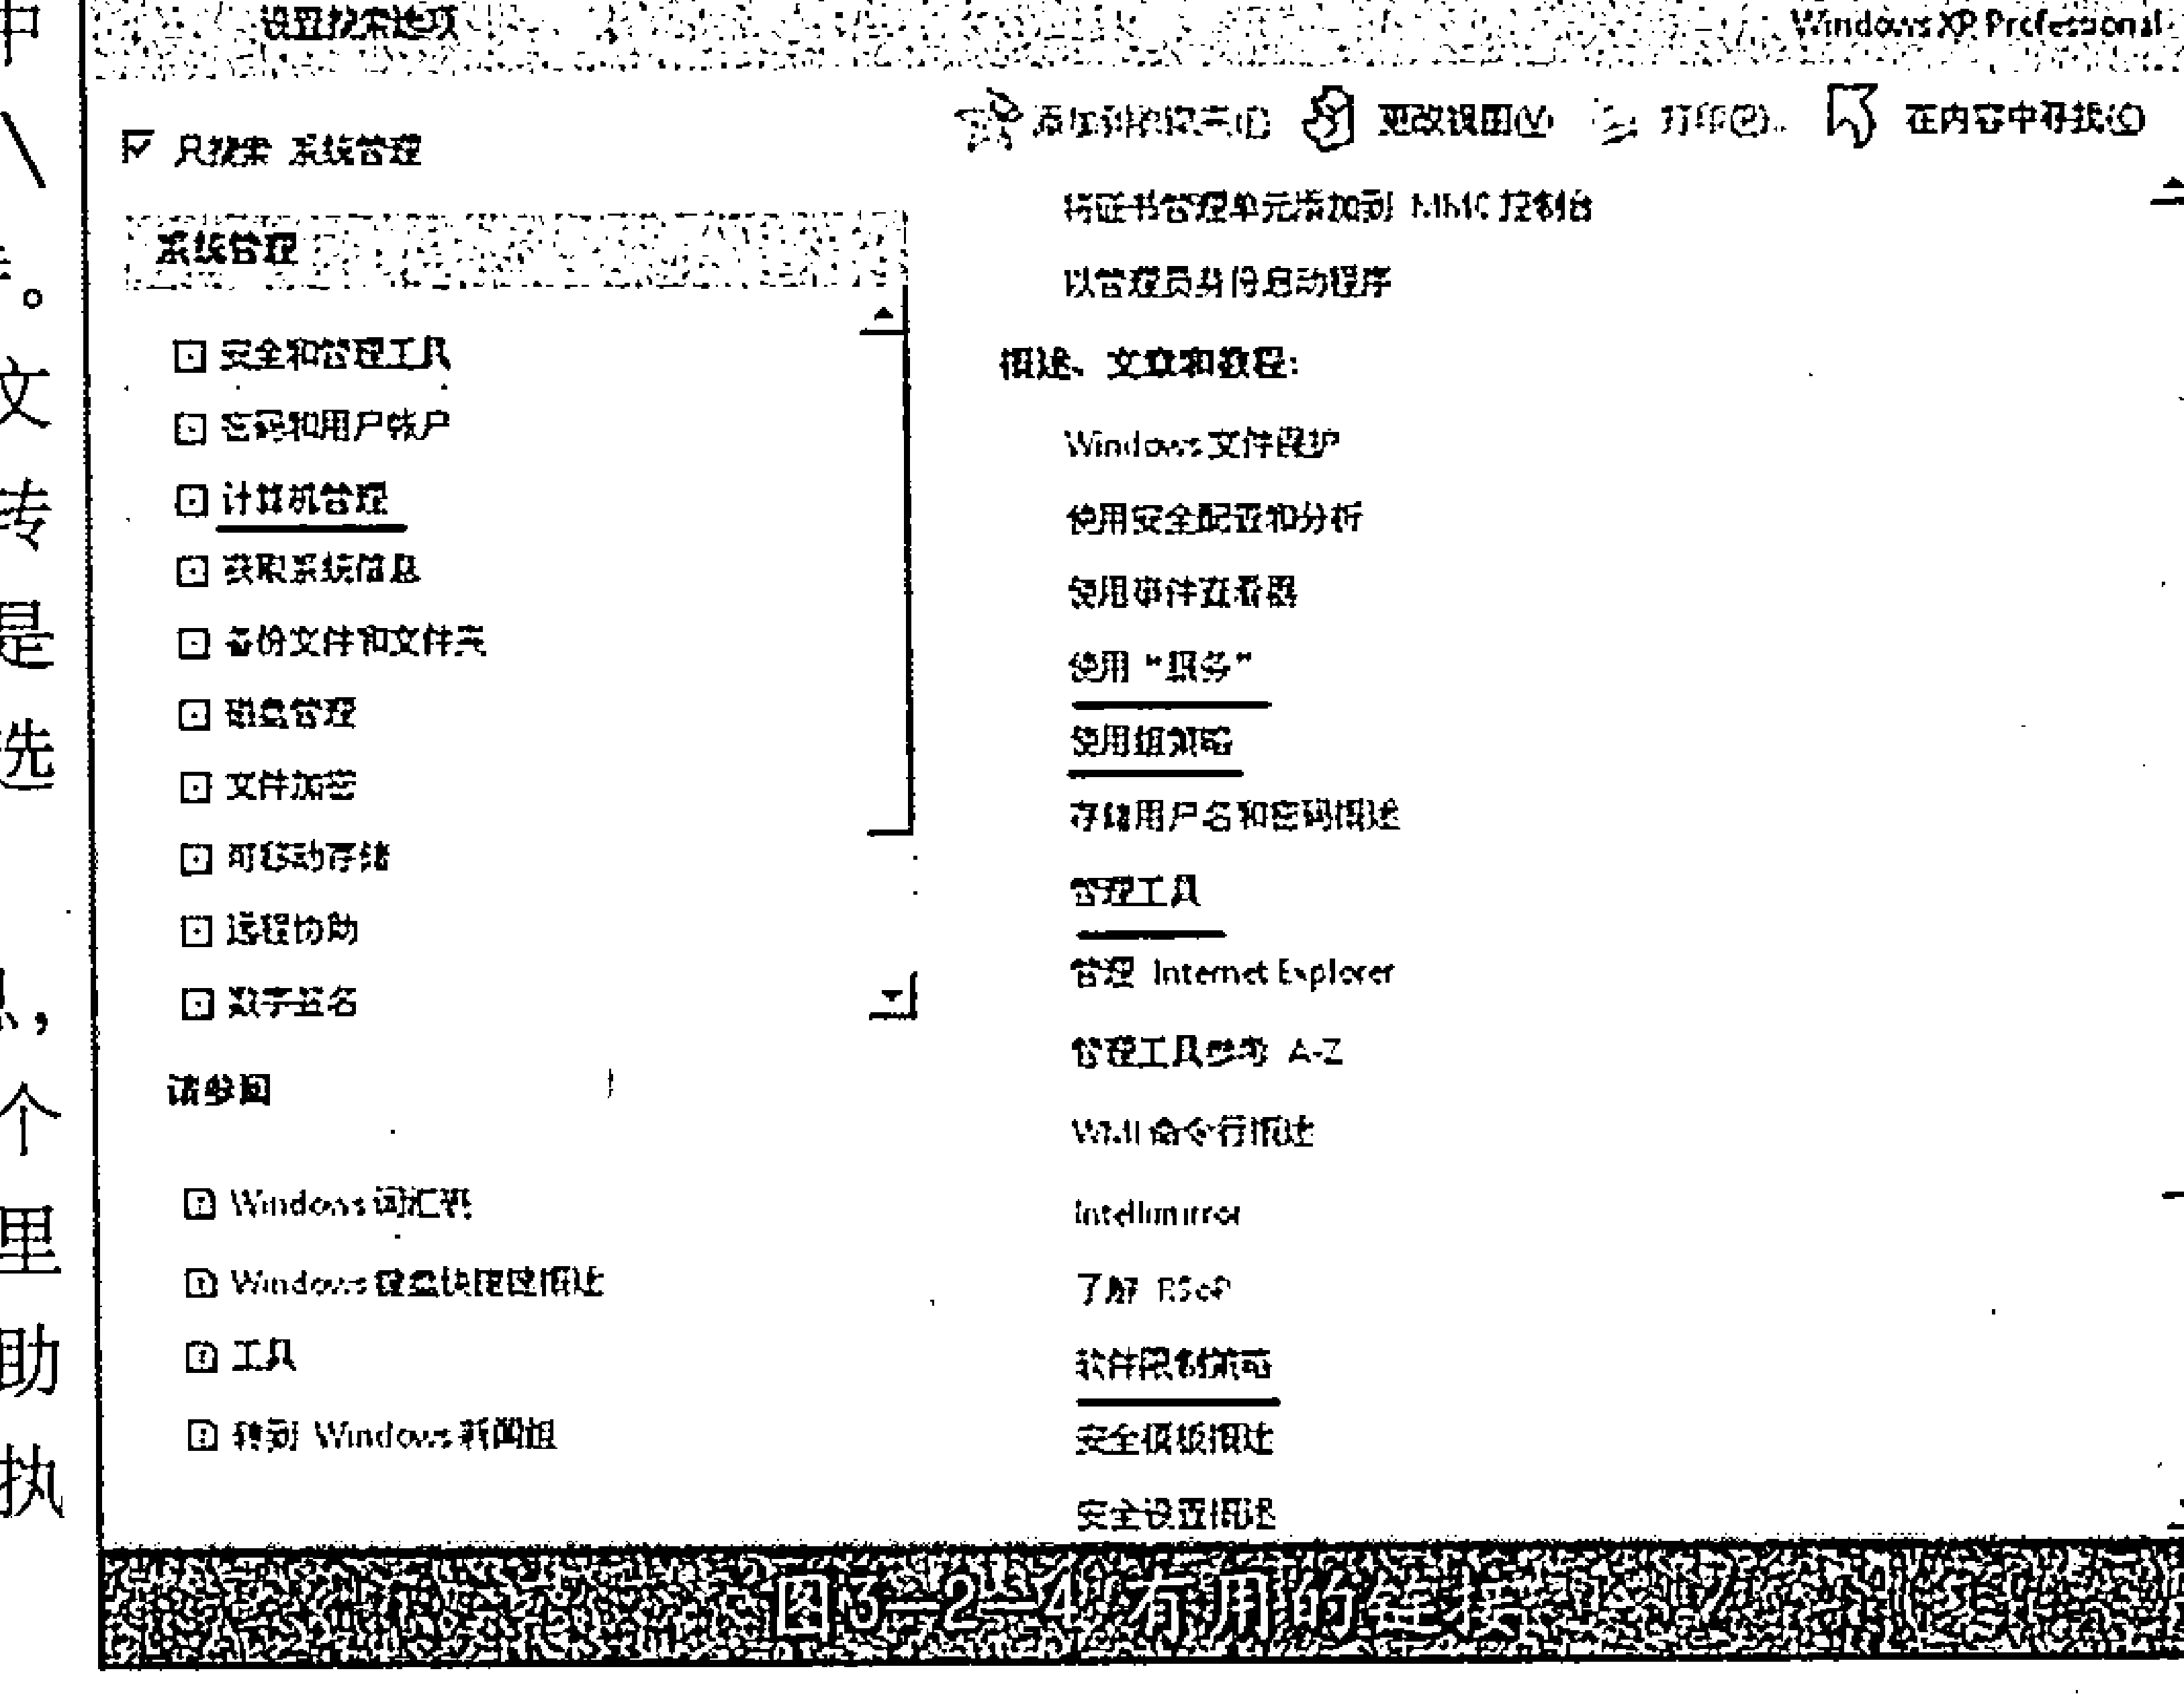 中
\
。
文
转
是
选
，
个
里
助
执
设置搜索选项
Windows XP Professional
只搜索 系统管理
系统管理
安全和管理工具
密码和用户帐户
计算机管理
获取系统信息
备份文件和文件夹
磁盘管理
文件加密
可移动存储
远程协助
数字签名
请参阅
Windows 词汇表
Windows 键盘快捷键概述
工具
转到 Windows 新闻组
添加到收藏夹(L) 更改视图(V) 打印(P)... 在内容中寻找(O)
将证书管理单元添加到 MMC 控制台
以管理员身份启动程序
概述、文章和教程:
Windows 文件保护
使用安全配置和分析
使用事件查看器
使用“服务”
使用组策略
存储用户名和密码概述
管理工具
管理 Internet Explorer
管理工具参考 A-Z
WMI 命令行概述
Intellimirror
了解 RSoP
软件限制策略
安全模板概述
安全设置概述
图3—2—4 有用的连接